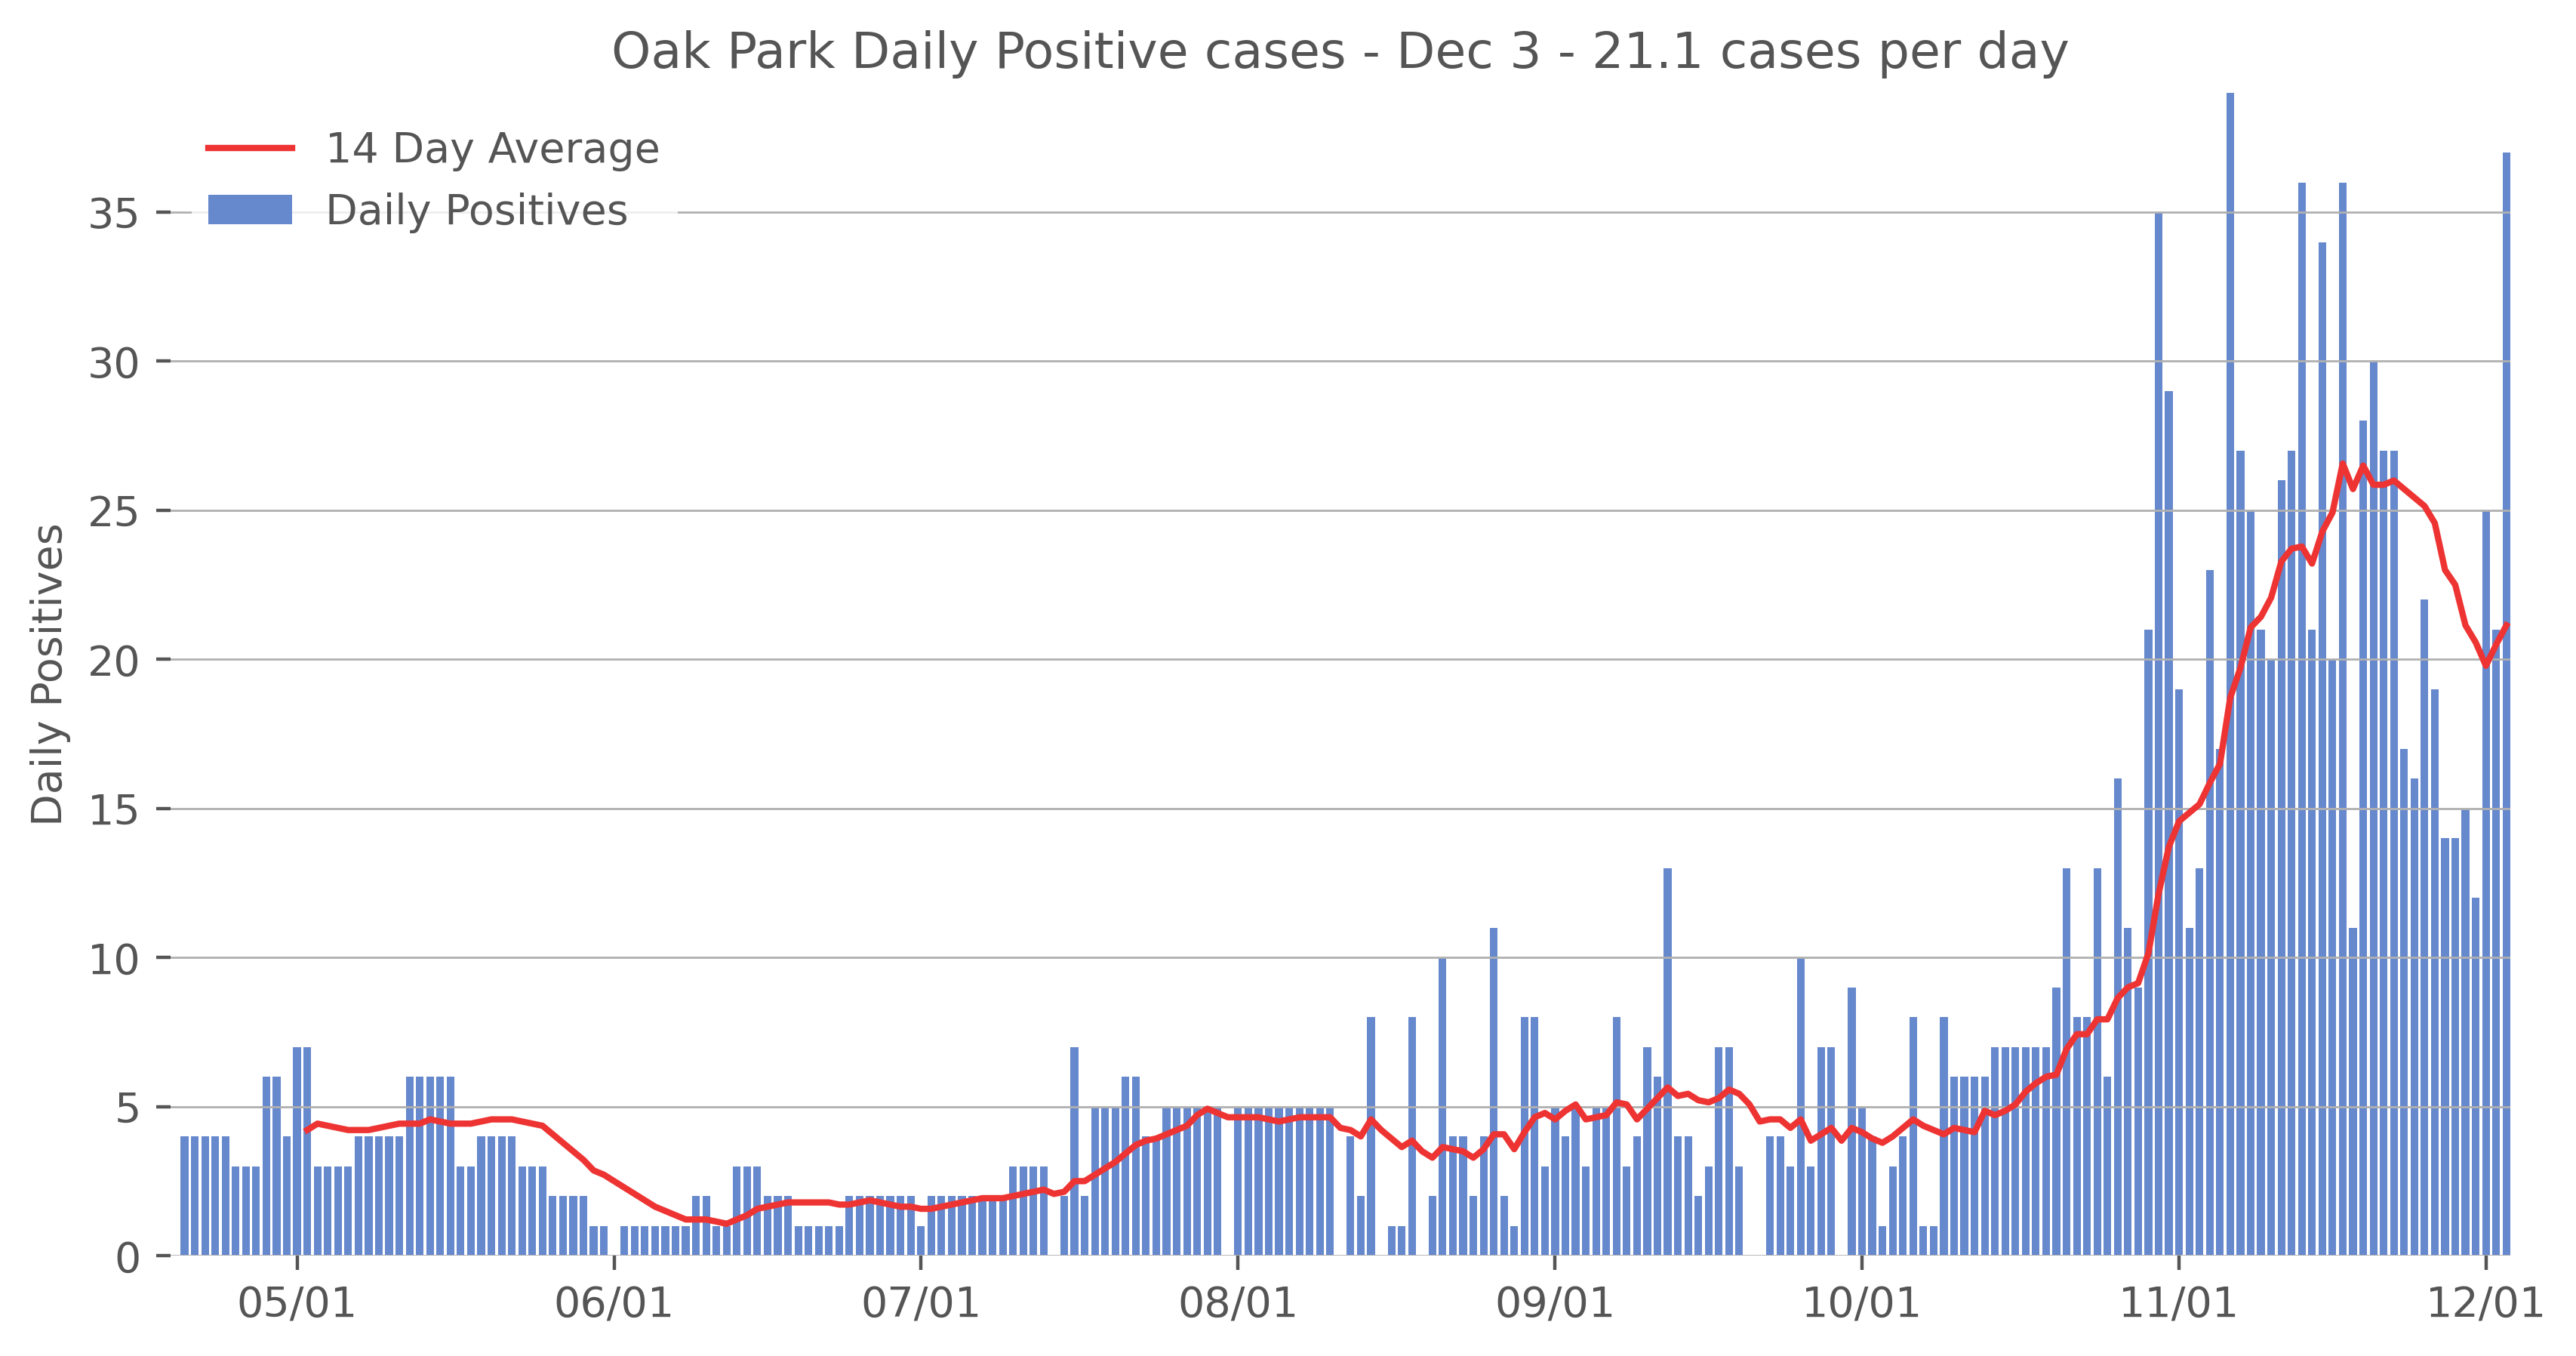 Oak Park Daily Positive cases - Dec 3 - 21.1 cases per day
14 Day Average
Daily Positives
Daily Positives
35
30
25
20
15
10
5
0
05/01 06/01 07/01 08/01 09/01 10/01 11/01 12/01